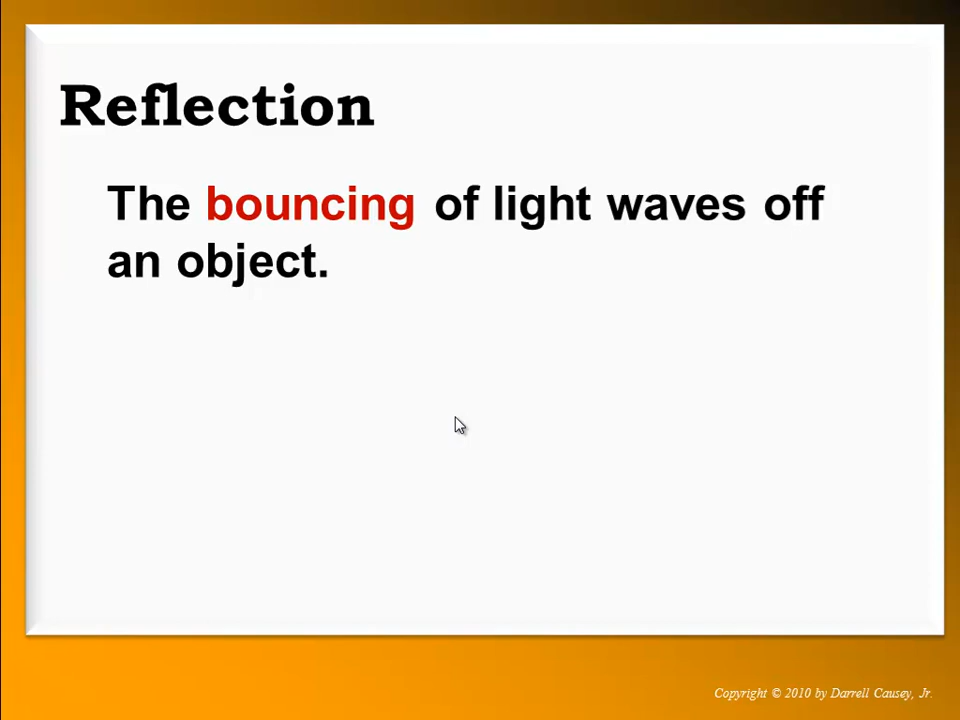 Reflection
The bouncing of light waves off
an object.
Copyright © 2010 by Darrell Causey, Jr.